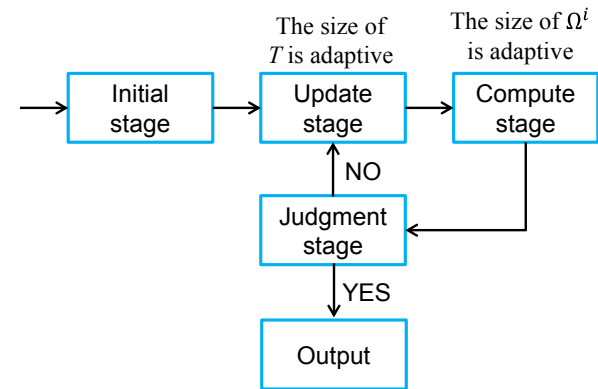 The size of
T is adaptive
The size of Ωⁱ
is adaptive
Initial
stage
Update
stage
Compute
stage
NO
Judgment
stage
YES
Output